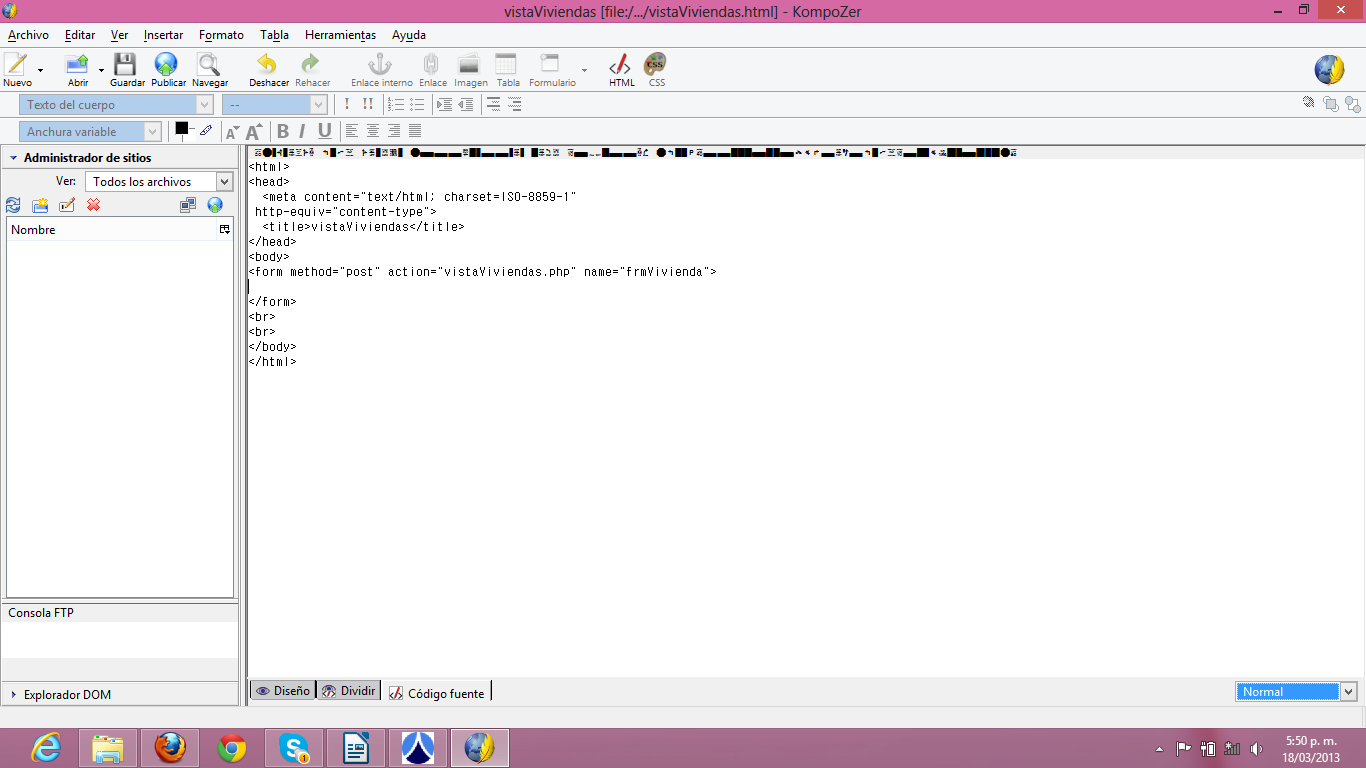 vistaViviendas [file:/.../vistaViviendas.html] - KompoZer
Archivo Editar Ver Insertar Formato Tabla Herramientas Ayuda
Nuevo Abrir Guardar Publicar Navegar Deshacer Rehacer Enlace interno Enlace Imagen Tabla Formulario HTML CSS
Texto del cuerpo -- ! !!
Anchura variable A A B I U
Administrador de sitios
Ver: Todos los archivos
Nombre
<html>
<head>
<meta content="text/html; charset=ISO-8859-1"
http-equiv="content-type">
<title>vistaViviendas</title>
</head>
<body>
<form method="post" action="vistaViviendas.php" name="frmVivienda">
</form>
<br>
<br>
</body>
</html>
Consola FTP
Explorador DOM
Diseño Dividir Código fuente Normal
5:50 p. m.
18/03/2013